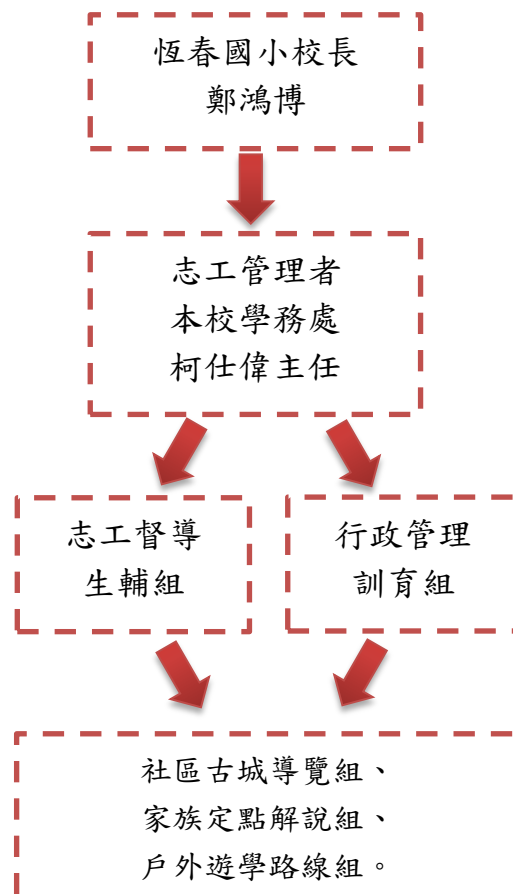 恆春國小校長
鄭鴻博
志工管理者
本校學務處
柯仕偉主任
志工督導
生輔組
行政管理
訓育組
社區古城導覽組、
家族定點解說組、
戶外遊學路線組。